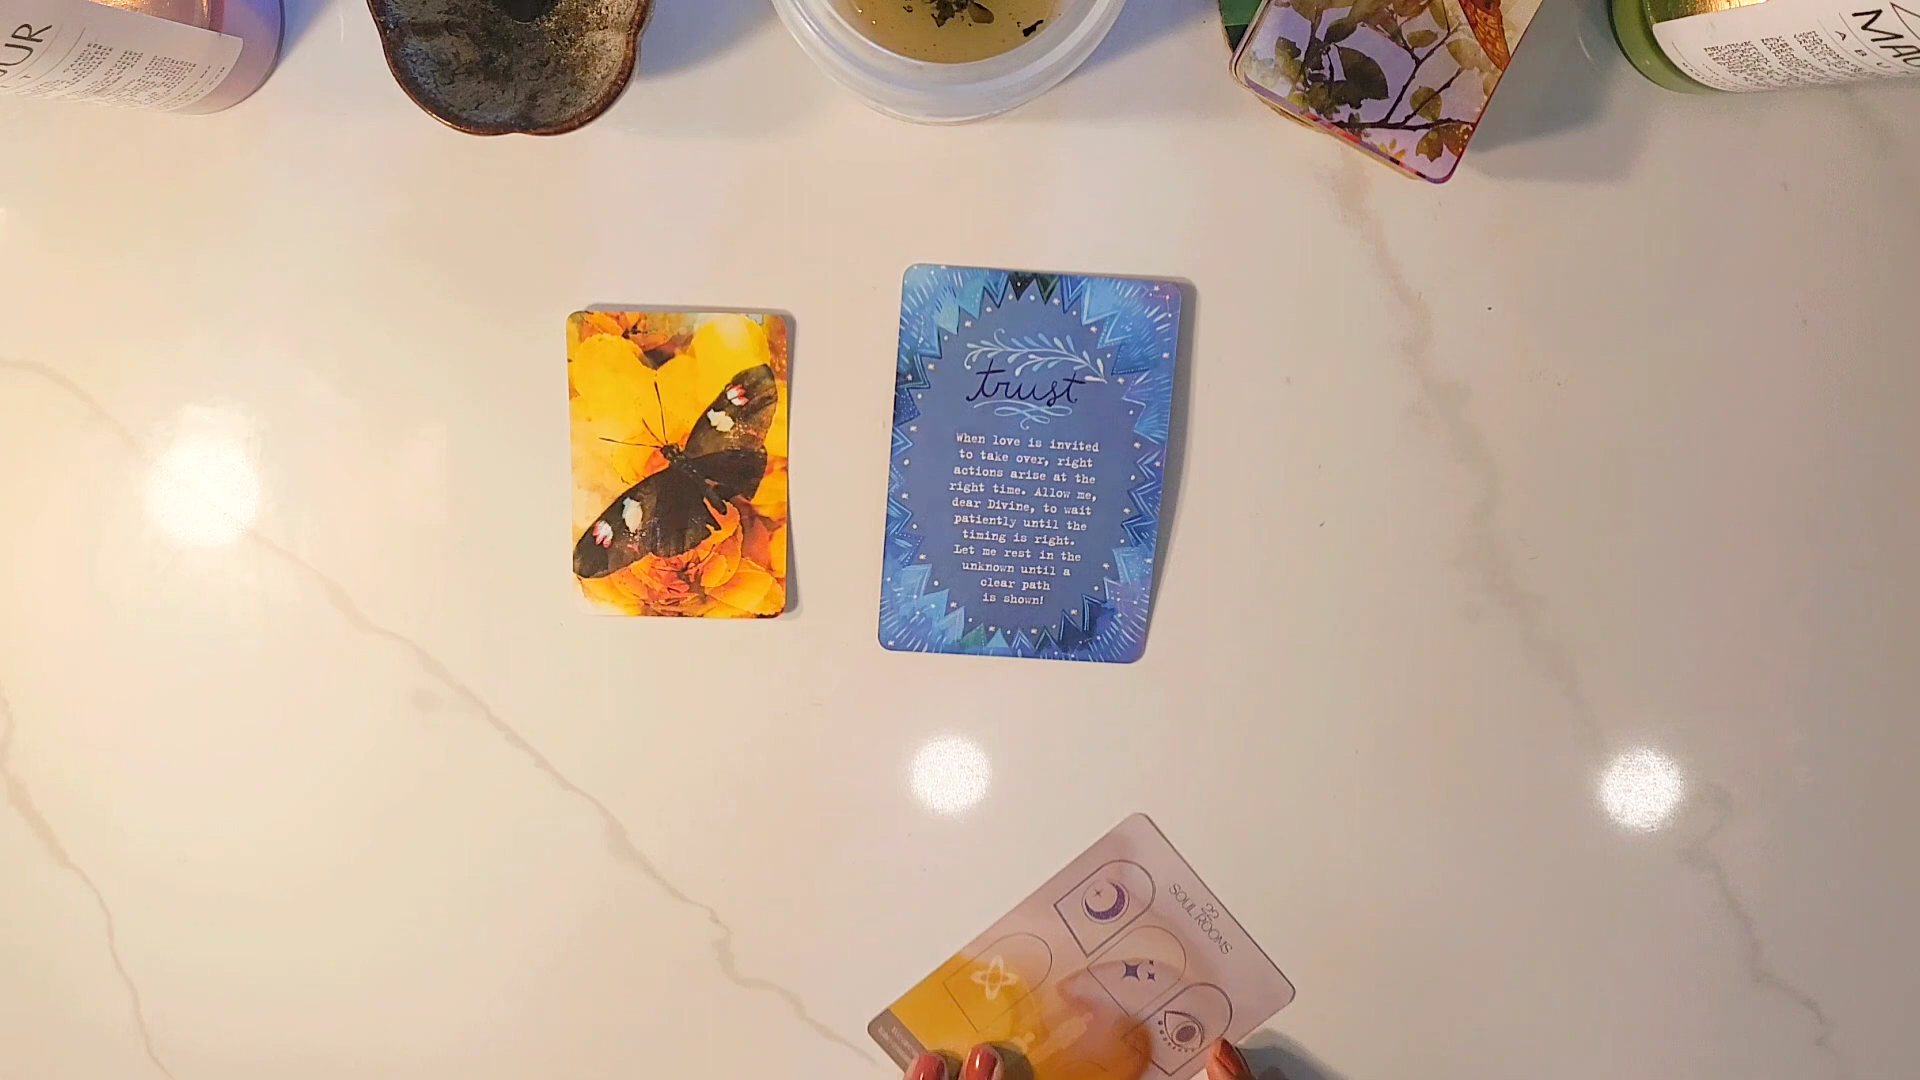 UR
MA
trust
When love is invited
to take over, right
actions arise at the
right time. Allow me,
dear Divine, to wait
patiently until the
timing is right.
Let me rest in the
unknown until a
clear path
is shown!
22
SOUL ROOMS